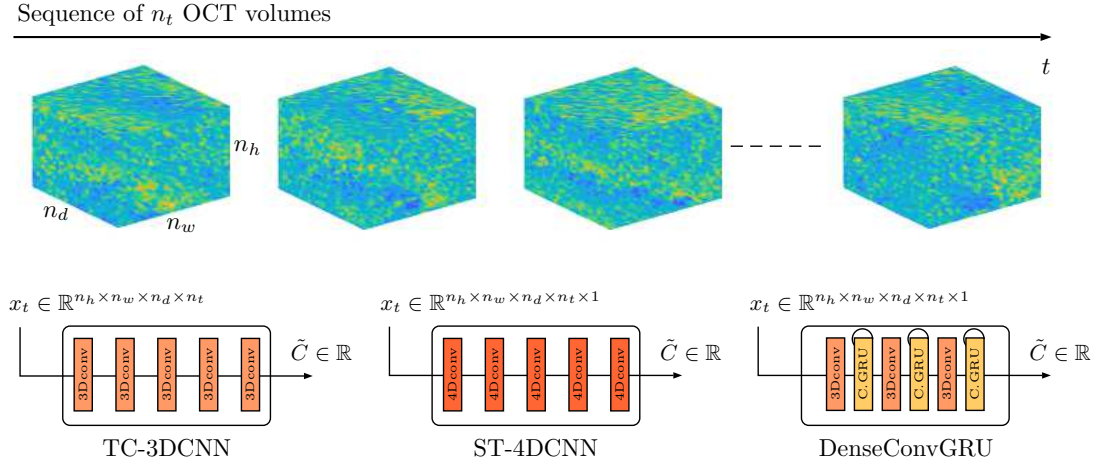 Sequence of n_t OCT volumes
t
n_h
n_d
n_w
x_t ∈ ℝ^{n_h×n_w×n_d×n_t}
3Dconv 3Dconv 3Dconv 3Dconv 3Dconv
C̃ ∈ ℝ
TC-3DCNN
x_t ∈ ℝ^{n_h×n_w×n_d×n_t×1}
4Dconv 4Dconv 4Dconv 4Dconv 4Dconv
C̃ ∈ ℝ
ST-4DCNN
x_t ∈ ℝ^{n_h×n_w×n_d×n_t×1}
3Dconv C. GRU 3Dconv C. GRU 3Dconv C. GRU
C̃ ∈ ℝ
DenseConvGRU